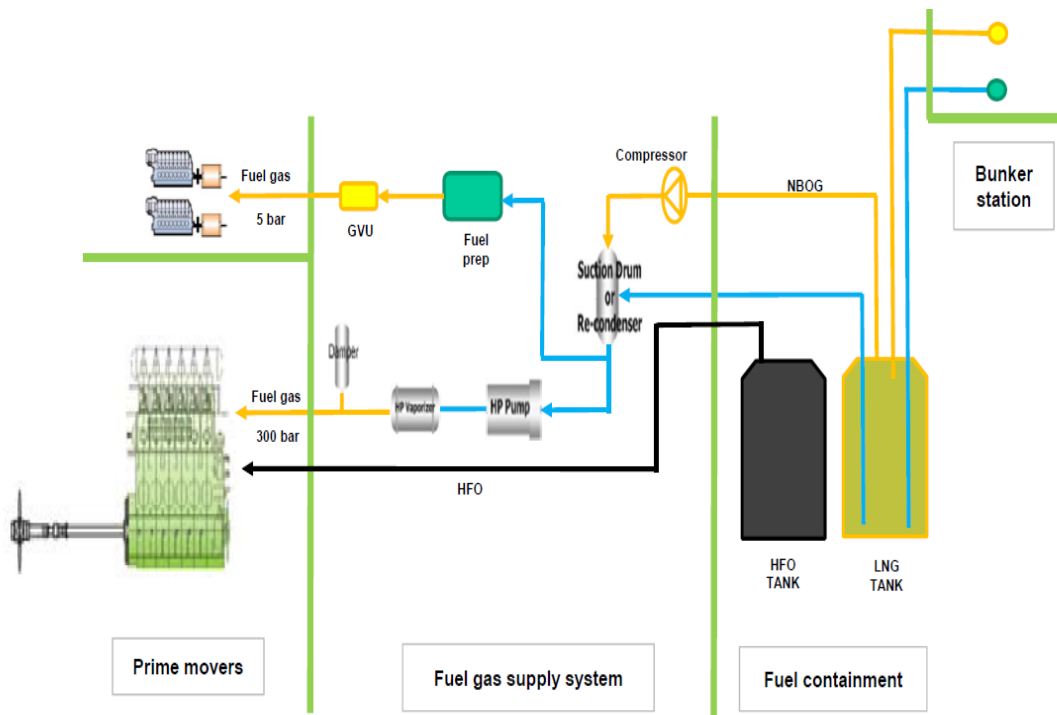 Compressor
NBOG
Bunker
station
Fuel gas
5 bar
GVU
Fuel
prep
Suction Drum
or
Re-condenser
Damper
Fuel gas
300 bar
HP Vaporizer
HP Pump
HFO
HFO
TANK
LNG
TANK
Prime movers
Fuel gas supply system
Fuel containment